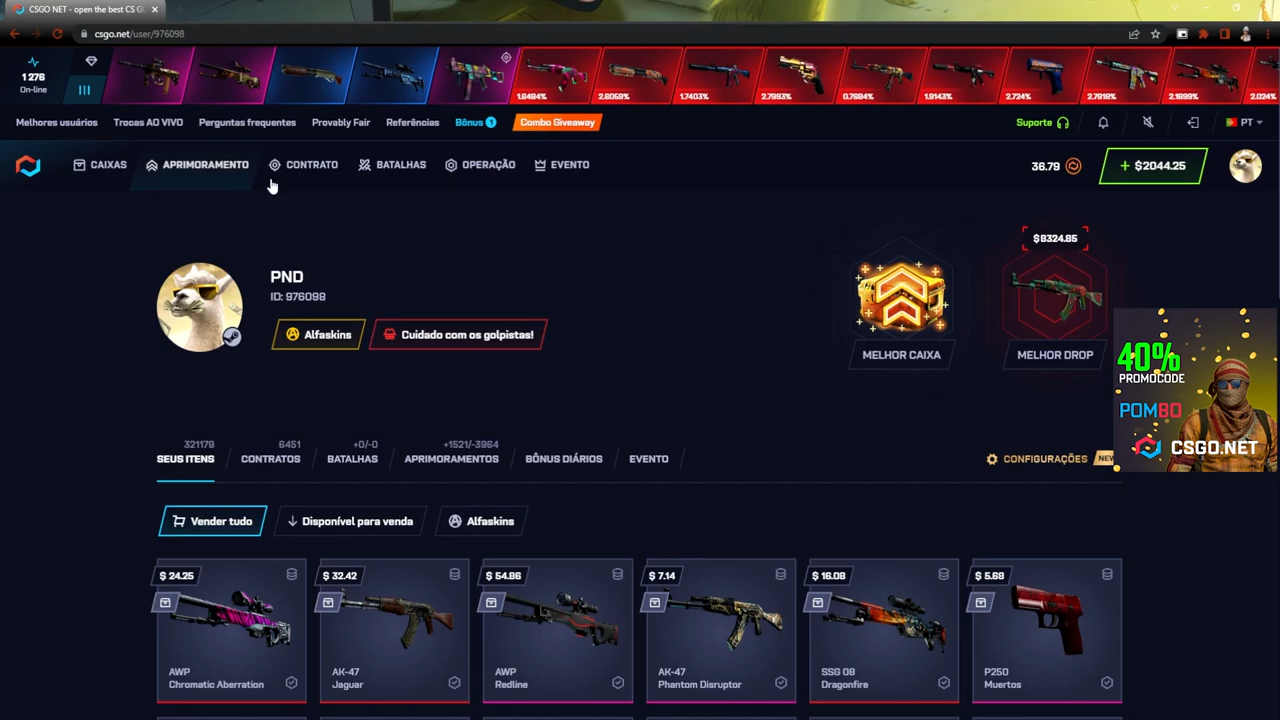 CSGO NET - open the best CS G
csgo.net/user/976098
1 276
On-line
1.6484%
2.6059%
1.7403%
2.7993%
0.7684%
1.9143%
2.724%
2.7818%
2.1899%
2.024%
Melhores usuários
Trocas AO VIVO
Perguntas frequentes
Provably Fair
Referências
Bônus 1
Combo Giveaway
Suporte
PT
CAIXAS
APRIMORAMENTO
CONTRATO
BATALHAS
OPERAÇÃO
EVENTO
36.79
+ $2044.25
PND
ID: 976098
Alfaskins
Cuidado com os golpistas!
MELHOR CAIXA
$8324.85
MELHOR DROP
40%
PROMOCODE
POMBO
CSGO.NET
321179
SEUS ITENS
6451
CONTRATOS
+0/-0
BATALHAS
+1521/-3964
APRIMORAMENTOS
BÔNUS DIÁRIOS
EVENTO
CONFIGURAÇÕES
NEW
Vender tudo
Disponível para venda
Alfaskins
$ 24.25
AWP
Chromatic Aberration
$ 32.42
AK-47
Jaguar
$ 54.86
AWP
Redline
$ 7.14
AK-47
Phantom Disruptor
$ 16.08
SSG 08
Dragonfire
$ 5.68
P250
Muertos